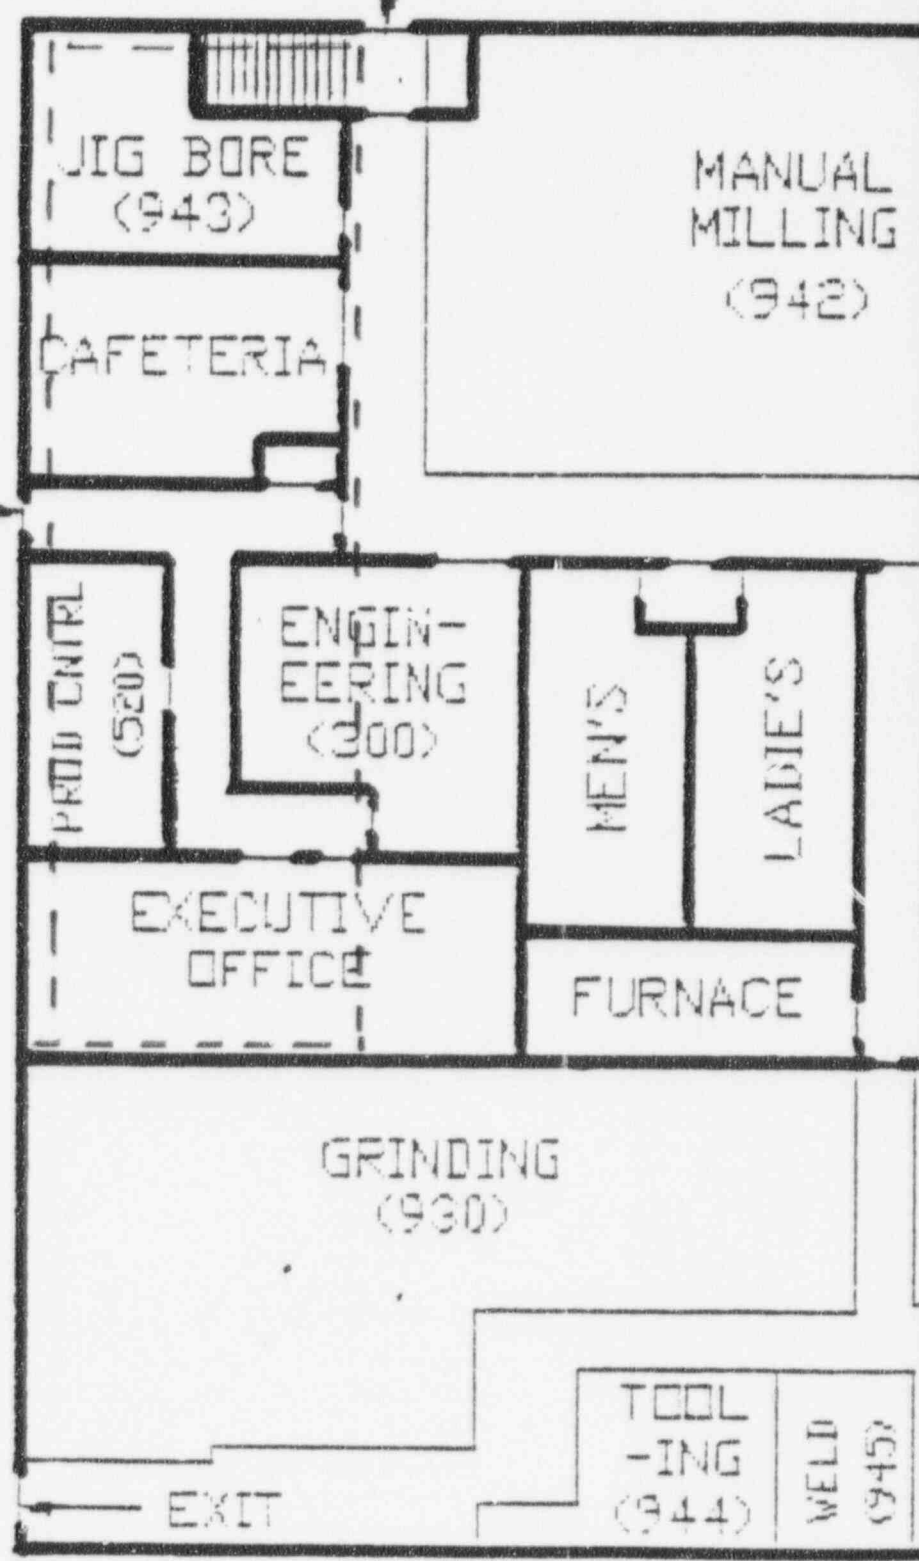 JIG BORE
(943)
MANUAL
MILLING
(942)
CAFETERIA
PROD CNTRL
(520)
ENGIN-
EERING
(300)
MEN'S
LADIE'S
EXECUTIVE
OFFICE
FURNACE
GRINDING
(930)
TOOL
-ING
(944)
WELD
(945)
EXIT